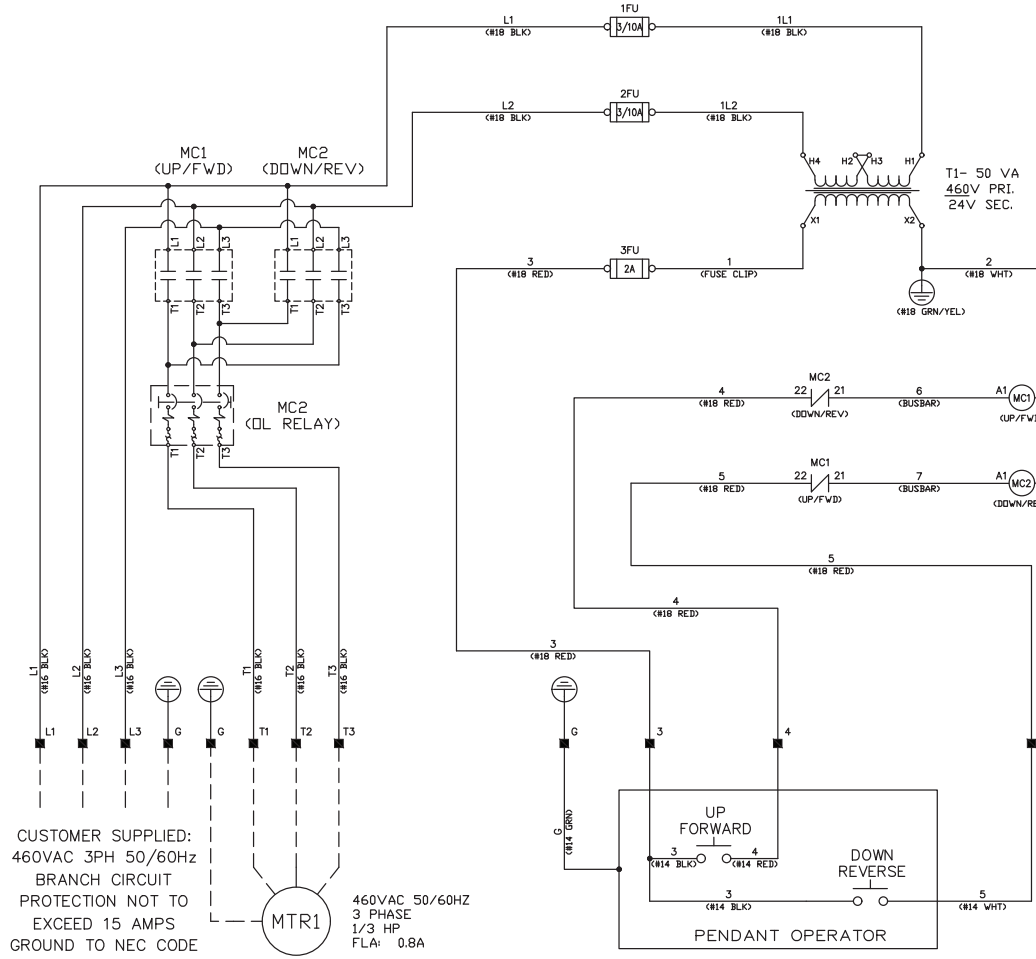 1FU
L1
3/10A
1L1
(#18 BLK)
(#18 BLK)
2FU
L2
3/10A
1L2
(#18 BLK)
(#18 BLK)
MC1
(UP/FWD)
MC2
(DOWN/REV)
H4
H2
H3
H1
T1- 50 VA
460V PRI.
24V SEC.
X1
X2
L1
L2
L3
L1
L2
L3
3FU
3
2A
1
2
(#18 RED)
(FUSE CLIP)
(#18 WHT)
(#18 GRN/YEL)
T1
T2
T3
T1
T2
T3
MC2
(OL RELAY)
T1
T2
T3
MC2
4
22
21
6
A1
MC1
(#18 RED)
(DOWN/REV)
(BUSBAR)
(UP/FW
MC1
5
22
21
7
A1
MC2
(#18 RED)
(UP/FWD)
(BUSBAR)
(DOWN/RE
5
(#18 RED)
4
(#18 RED)
3
(#18 RED)
L1
(#16 BLK)
L2
(#16 BLK)
L3
(#16 BLK)
T1
(#16 BLK)
T2
(#16 BLK)
T3
(#16 BLK)
L1
L2
L3
G
G
T1
T2
T3
G
3
4
G
(#14 GRN)
UP
FORWARD
3
4
(#14 BLK)
(#14 RED)
DOWN
REVERSE
3
5
(#14 BLK)
(#14 WHT)
PENDANT OPERATOR
CUSTOMER SUPPLIED:
460VAC 3PH 50/60Hz
BRANCH CIRCUIT
PROTECTION NOT TO
EXCEED 15 AMPS
GROUND TO NEC CODE
MTR1
460VAC 50/60HZ
3 PHASE
1/3 HP
FLA: 0.8A